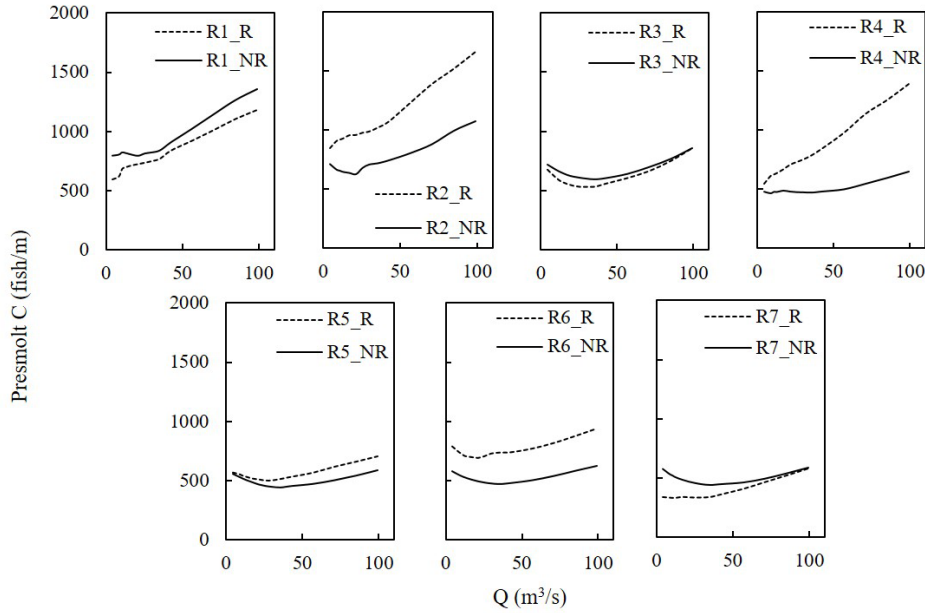 2000
1500
1000
500
0
R1_R
R1_NR
R2_R
R2_NR
R3_R
R3_NR
R4_R
R4_NR
0 50 100
0 50 100
0 50 100
0 50 100
Presmolt C (fish/m)
2000
1500
1000
500
0
R5_R
R5_NR
R6_R
R6_NR
R7_R
R7_NR
0 50 100
0 50 100
0 50 100
Q (m³/s)